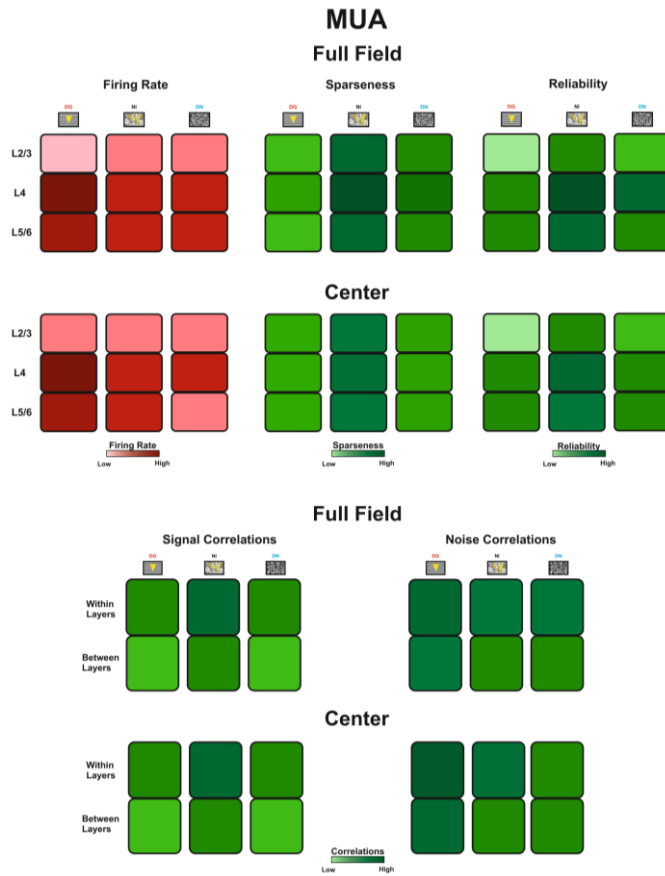 MUA
Full Field
Firing Rate Sparseness Reliability
DG NI DN DG NI DN DG NI DN
L2/3
L4
L5/6
Center
L2/3
L4
L5/6
Firing Rate Sparseness Reliability
Low High Low High Low High
Full Field
Signal Correlations Noise Correlations
DG NI DN DG NI DN
Within
Layers
Between
Layers
Center
Within
Layers
Between
Layers
Correlations
Low High